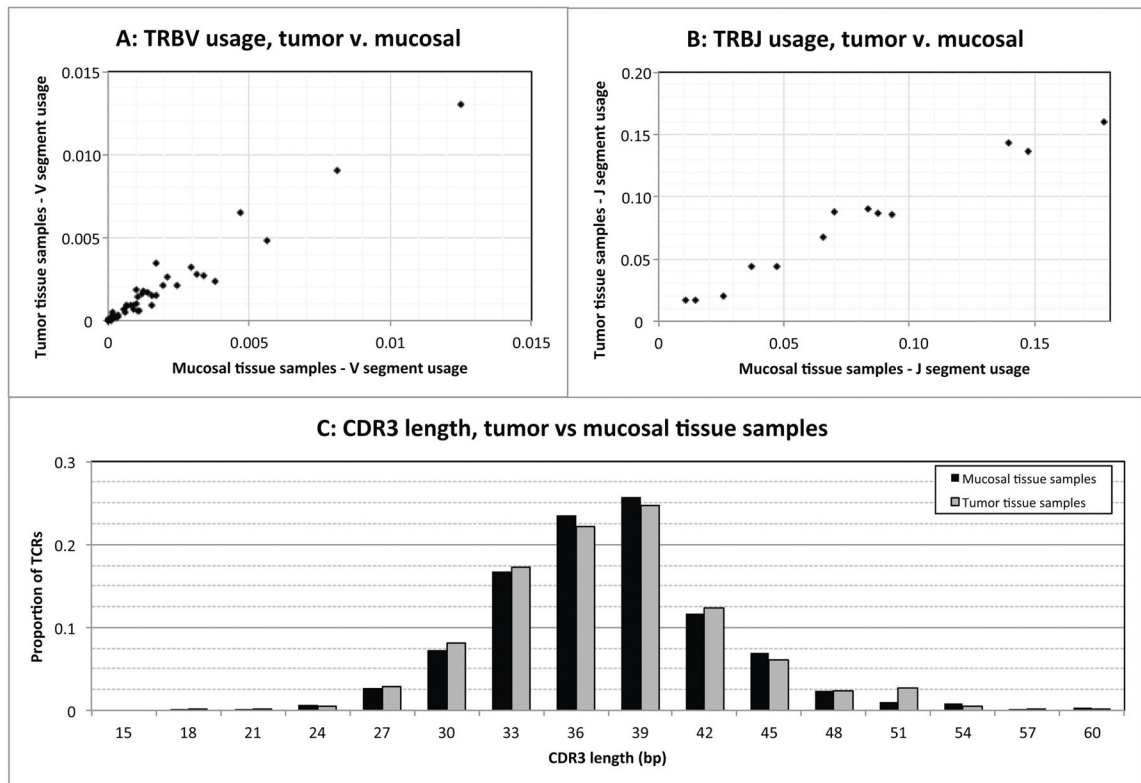 A: TRBV usage, tumor v. mucosal
Tumor tissue samples - V segment usage
0.015
0.010
0.005
0
0 0.005 0.010 0.015
Mucosal tissue samples - V segment usage
B: TRBJ usage, tumor v. mucosal
Tumor tissue samples - J segment usage
0.20
0.15
0.10
0.05
0
0 0.05 0.10 0.15
Mucosal tissue samples - J segment usage
C: CDR3 length, tumor vs mucosal tissue samples
Proportion of TCRs
0.3
0.2
0.1
0
Mucosal tissue samples
Tumor tissue samples
15 18 21 24 27 30 33 36 39 42 45 48 51 54 57 60
CDR3 length (bp)